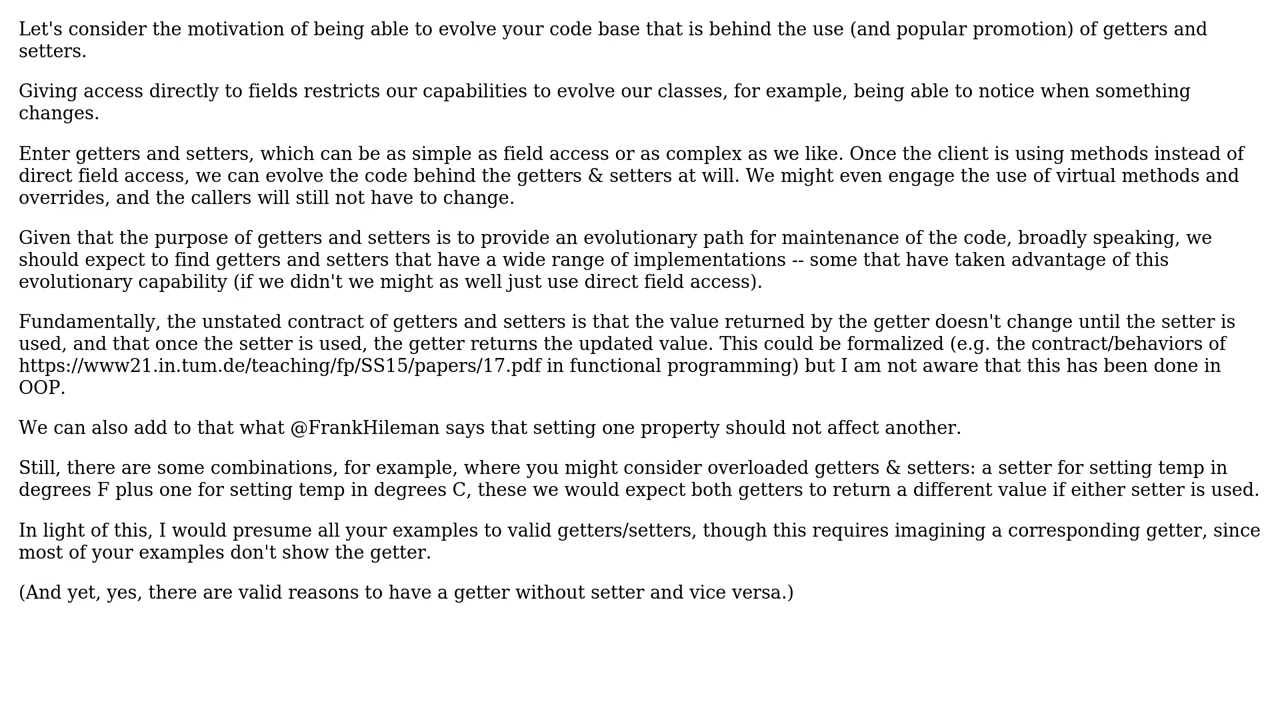 Let's consider the motivation of being able to evolve your code base that is behind the use (and popular promotion) of getters and
setters.
Giving access directly to fields restricts our capabilities to evolve our classes, for example, being able to notice when something
changes.
Enter getters and setters, which can be as simple as field access or as complex as we like. Once the client is using methods instead of
direct field access, we can evolve the code behind the getters & setters at will. We might even engage the use of virtual methods and
overrides, and the callers will still not have to change.
Given that the purpose of getters and setters is to provide an evolutionary path for maintenance of the code, broadly speaking, we
should expect to find getters and setters that have a wide range of implementations -- some that have taken advantage of this
evolutionary capability (if we didn't we might as well just use direct field access).
Fundamentally, the unstated contract of getters and setters is that the value returned by the getter doesn't change until the setter is
used, and that once the setter is used, the getter returns the updated value. This could be formalized (e.g. the contract/behaviors of
https://www21.in.tum.de/teaching/fp/SS15/papers/17.pdf in functional programming) but I am not aware that this has been done in
OOP.
We can also add to that what @FrankHileman says that setting one property should not affect another.
Still, there are some combinations, for example, where you might consider overloaded getters & setters: a setter for setting temp in
degrees F plus one for setting temp in degrees C, these we would expect both getters to return a different value if either setter is used.
In light of this, I would presume all your examples to valid getters/setters, though this requires imagining a corresponding getter, since
most of your examples don't show the getter.
(And yet, yes, there are valid reasons to have a getter without setter and vice versa.)